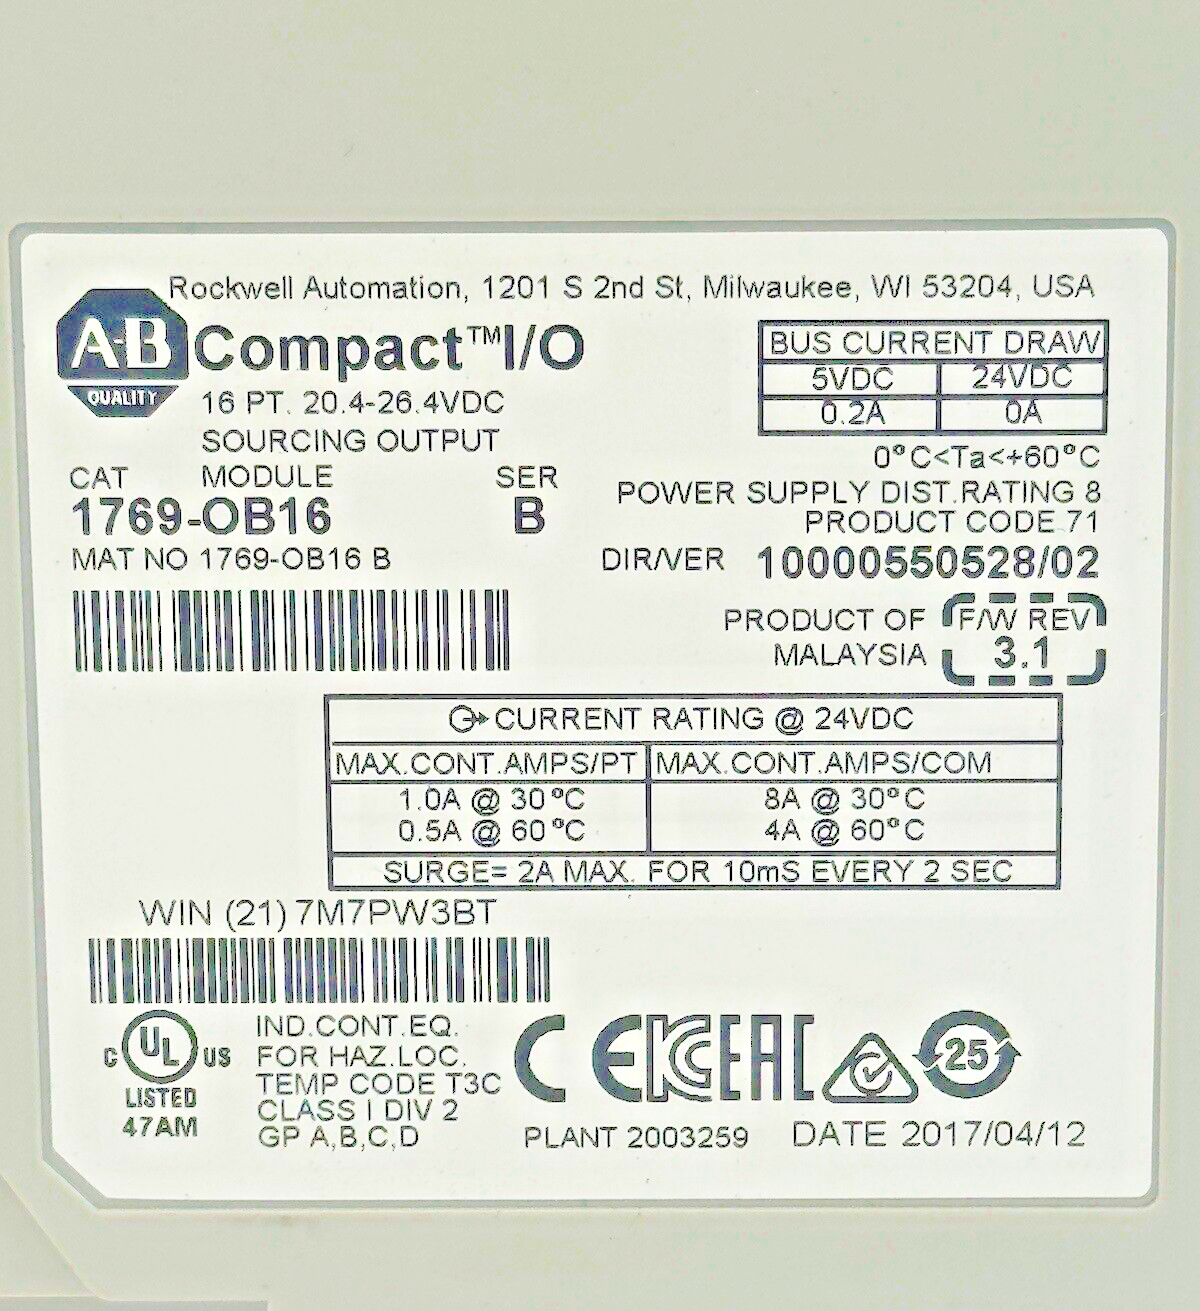 Rockwell Automation, 1201 S 2nd St, Milwaukee, WI 53204, USA
A-B
QUALITY
Compact™I/O
16 PT. 20.4-26.4VDC
SOURCING OUTPUT
CAT MODULE SER
1769-OB16 B
MAT NO 1769-OB16 B
BUS CURRENT DRAW
5VDC 24VDC
0.2A 0A
0°C<Ta<+60°C
POWER SUPPLY DIST.RATING 8
PRODUCT CODE 71
DIR/VER 10000550528/02
PRODUCT OF
MALAYSIA
F/W REV
3.1
CURRENT RATING @ 24VDC
MAX.CONT.AMPS/PT MAX.CONT.AMPS/COM
1.0A @ 30°C 8A @ 30°C
0.5A @ 60°C 4A @ 60°C
SURGE= 2A MAX. FOR 10mS EVERY 2 SEC
WIN (21) 7M7PW3BT
C UL US
LISTED
47AM
IND.CONT.EQ.
FOR HAZ.LOC.
TEMP CODE T3C
CLASS I DIV 2
GP A,B,C,D
CE KC EAC 25
PLANT 2003259 DATE 2017/04/12